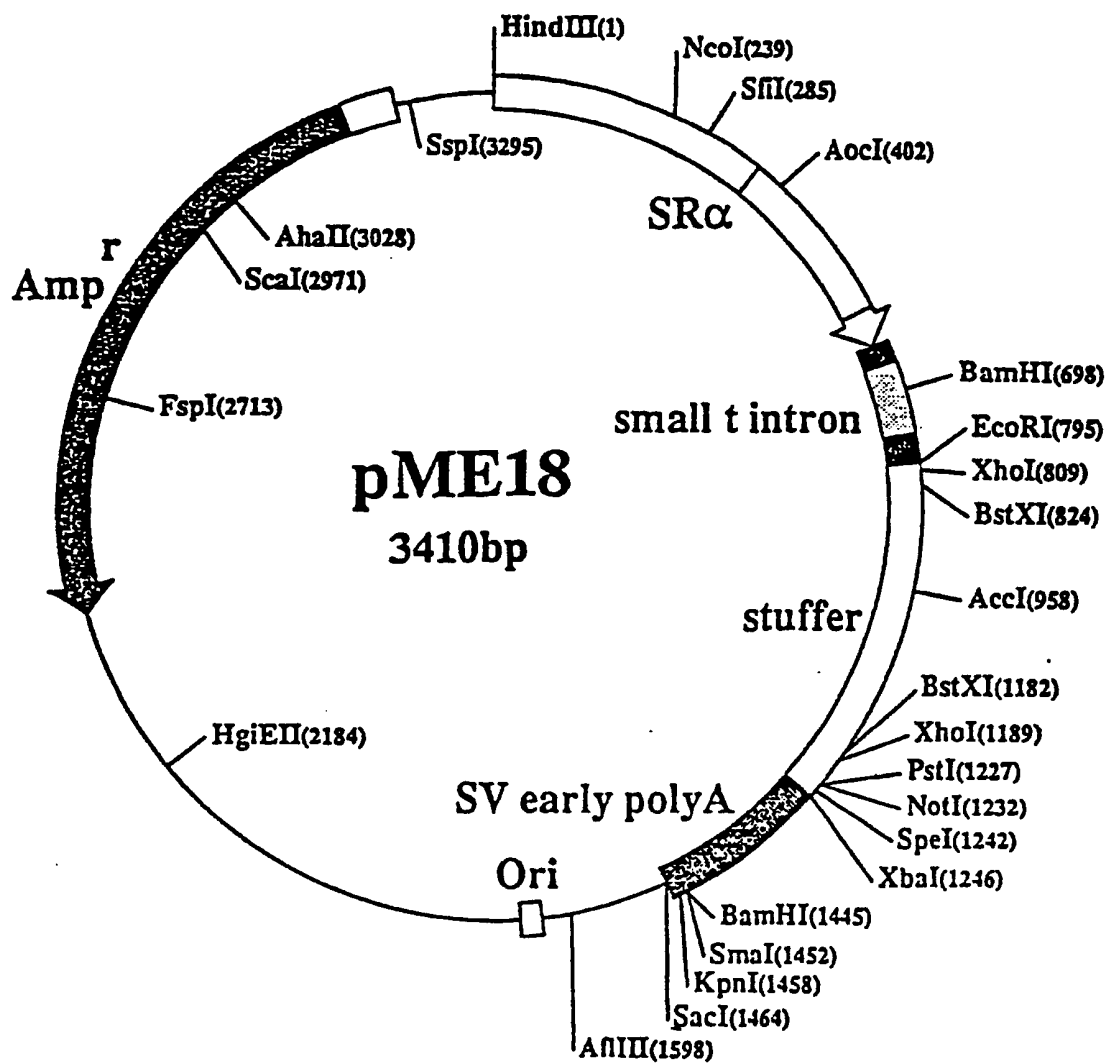 HindIII(1)
NcoI(239)
SfiI(285)
AocI(402)
SspI(3295)
SRα
AhaII(3028)
ScaI(2971)
Amp r
FspI(2713)
BamHI(698)
small t intron
EcoRI(795)
XhoI(809)
BstXI(824)
pME18
3410bp
AccI(958)
stuffer
BstXI(1182)
XhoI(1189)
HgiEII(2184)
PstI(1227)
SV early polyA
NotI(1232)
SpeI(1242)
XbaI(1246)
Ori
BamHI(1445)
SmaI(1452)
KpnI(1458)
SacI(1464)
AflIII(1598)